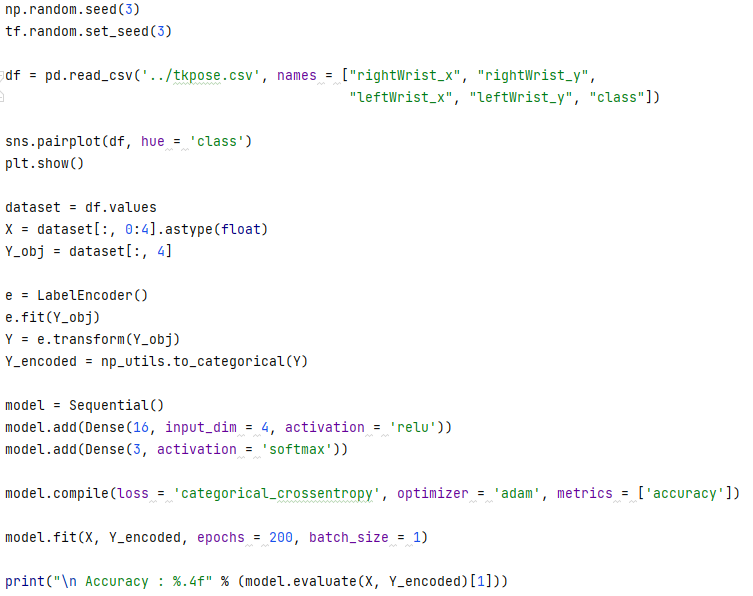 np.random.seed(3)
tf.random.set_seed(3)
df = pd.read_csv('../tkpose.csv', names = ["rightWrist_x", "rightWrist_y",
"leftWrist_x", "leftWrist_y", "class"])
sns.pairplot(df, hue = 'class')
plt.show()
dataset = df.values
X = dataset[:, 0:4].astype(float)
Y_obj = dataset[:, 4]
e = LabelEncoder()
e.fit(Y_obj)
Y = e.transform(Y_obj)
Y_encoded = np_utils.to_categorical(Y)
model = Sequential()
model.add(Dense(16, input_dim = 4, activation = 'relu'))
model.add(Dense(3, activation = 'softmax'))
model.compile(loss = 'categorical_crossentropy', optimizer = 'adam', metrics = ['accuracy'])
model.fit(X, Y_encoded, epochs = 200, batch_size = 1)
print("\n Accuracy : %.4f" % (model.evaluate(X, Y_encoded)[1]))